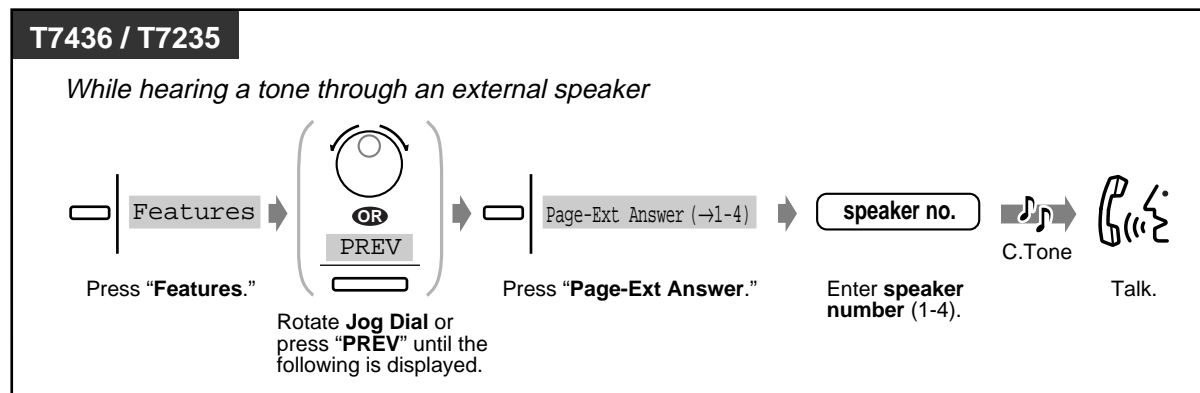 T7436 / T7235
While hearing a tone through an external speaker
Features
OR
PREV
Page-Ext Answer (→1-4)
speaker no.
C.Tone
Press “Features.”
Rotate Jog Dial or
press “PREV” until the
following is displayed.
Press “Page-Ext Answer.”
Enter speaker
number (1-4).
Talk.